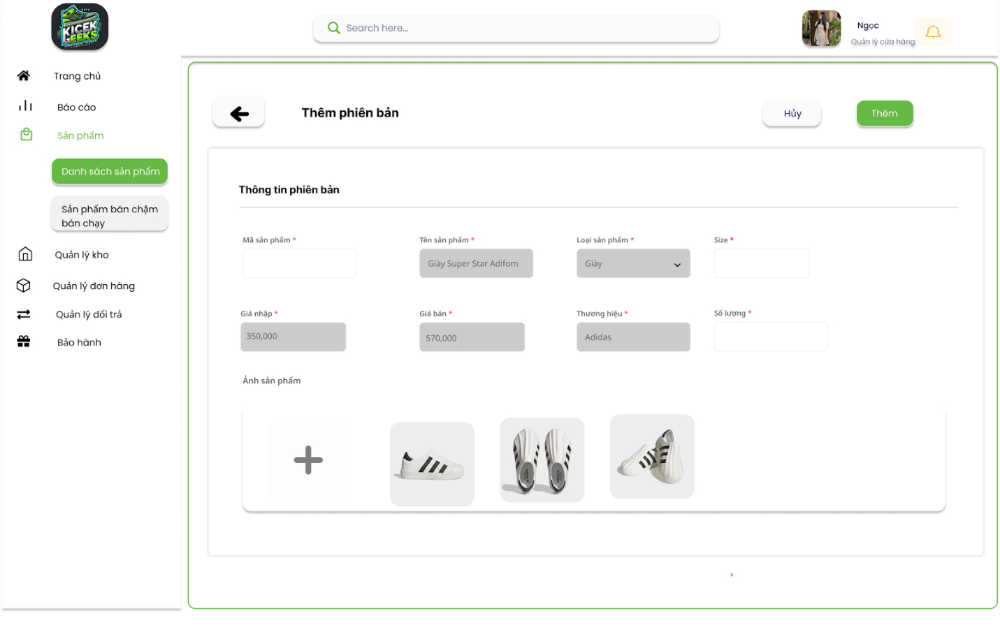 KICEK
GEEKS
Search here...
Ngọc
Quản lý cửa hàng
Trang chủ
Báo cáo
Sản phẩm
Danh sách sản phẩm
Sản phẩm bán chậm
bán chạy
Quản lý kho
Quản lý đơn hàng
Quản lý đổi trả
Bảo hành
Thêm phiên bản
Hủy
Thêm
Thông tin phiên bản
Mã sản phẩm *
Tên sản phẩm *
Loại sản phẩm *
Size *
Giày Super Star Adifom
Giày
Giá nhập *
Giá bán *
Thương hiệu *
Số lượng *
350,000
570,000
Adidas
Ảnh sản phẩm